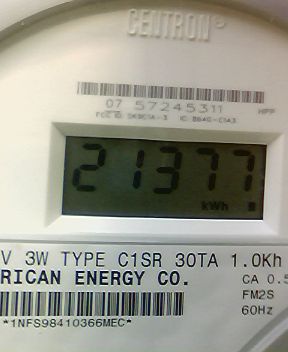 CENTRON®
07 57245311
HPP
21377
kWh
V 3W TYPE C1SR 30TA 1.0Kh
RICAN ENERGY CO.
CA 0.5
FM2S
60Hz
*1NFS98410366MEC*